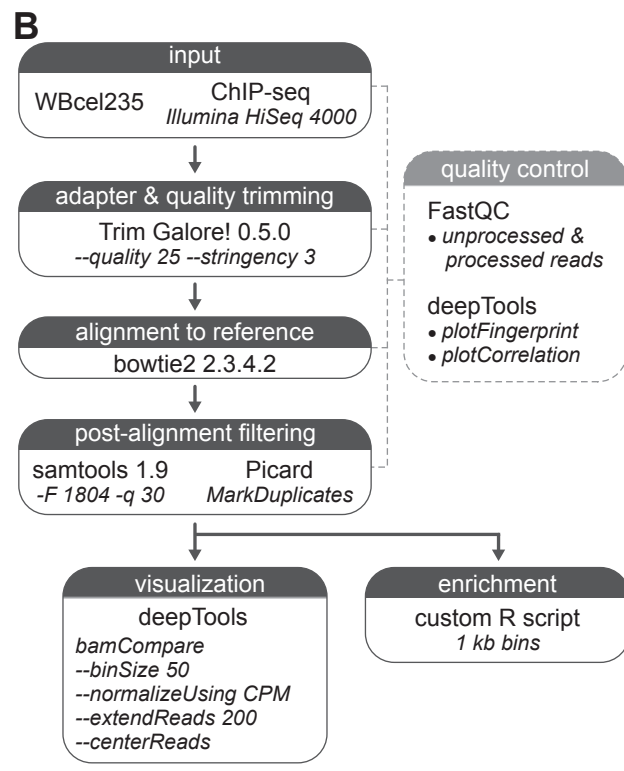 B
input
WBcel235
ChIP-seq
Illumina HiSeq 4000
adapter & quality trimming
Trim Galore! 0.5.0
--quality 25 --stringency 3
alignment to reference
bowtie2 2.3.4.2
post-alignment filtering
samtools 1.9
-F 1804 -q 30
Picard
MarkDuplicates
quality control
FastQC
• unprocessed &
processed reads
deepTools
• plotFingerprint
• plotCorrelation
visualization
deepTools
bamCompare
--binSize 50
--normalizeUsing CPM
--extendReads 200
--centerReads
enrichment
custom R script
1 kb bins